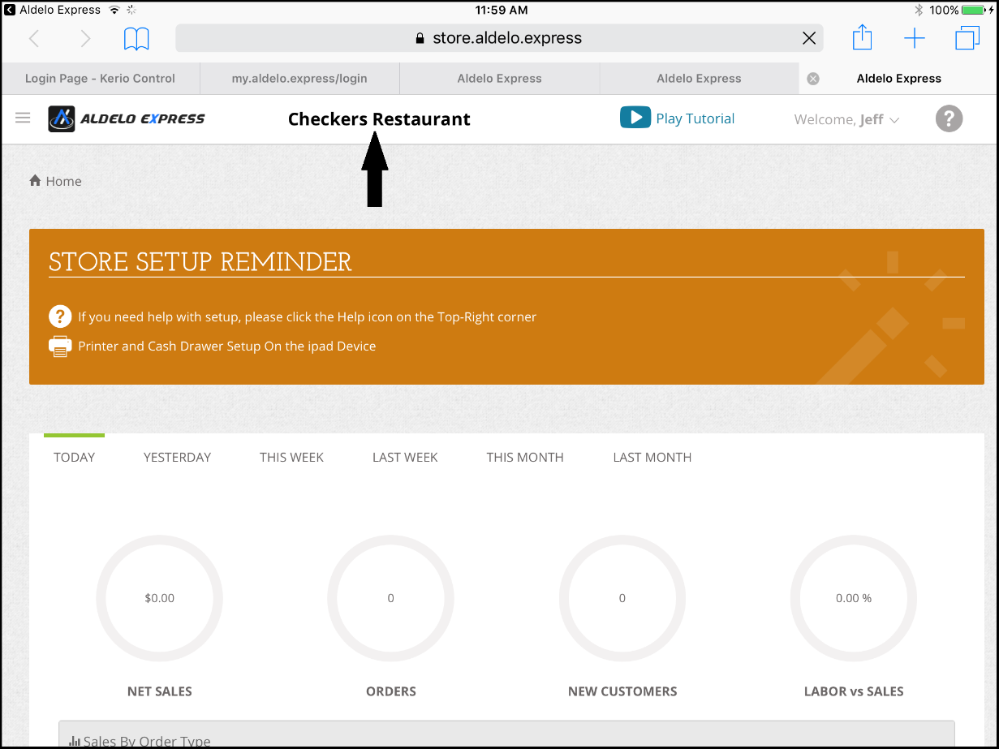 Aldelo Express 11:59 AM 100%
store.aldelo.express
Login Page - Kerio Control my.aldelo.express/login Aldelo Express Aldelo Express Aldelo Express
ALDELO EXPRESS Checkers Restaurant Play Tutorial Welcome, Jeff ?
Home
STORE SETUP REMINDER
? If you need help with setup, please click the Help icon on the Top-Right corner
Printer and Cash Drawer Setup On the ipad Device
TODAY YESTERDAY THIS WEEK LAST WEEK THIS MONTH LAST MONTH
$0.00 0 0 0.00 %
NET SALES ORDERS NEW CUSTOMERS LABOR vs SALES
Sales By Order Type